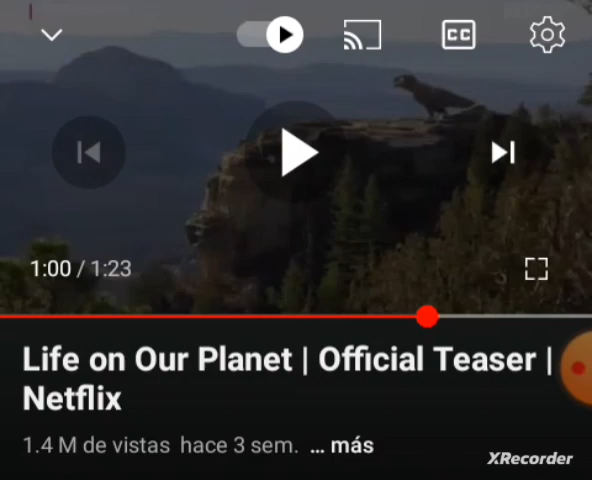 CC
1:00 / 1:23
Life on Our Planet | Official Teaser |
Netflix
1.4 M de vistas hace 3 sem. ... más
XRecorder